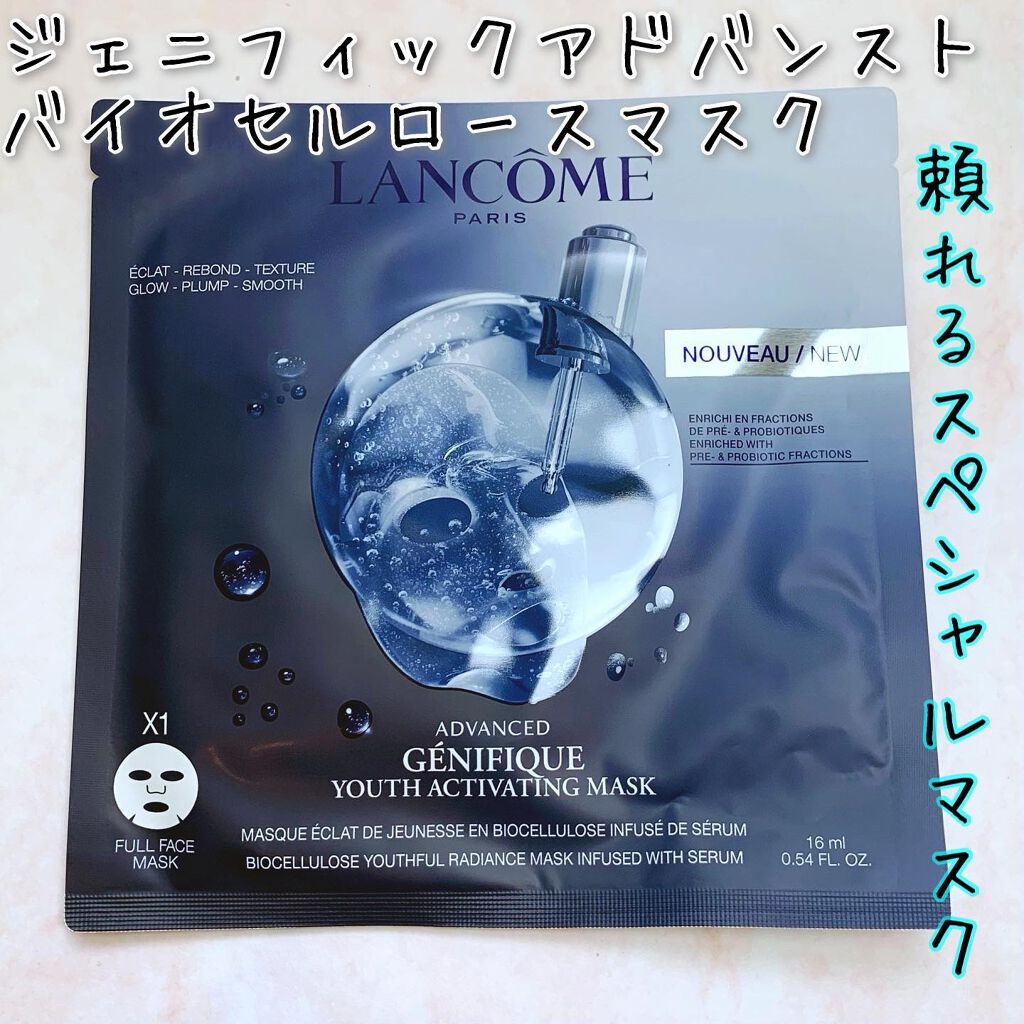 ジェニフィックアドバンスト
バイオセルロースマスク
頼れるスペシャルマスク
LANCÔME
PARIS
ÉCLAT - REBOND - TEXTURE
GLOW - PLUMP - SMOOTH
NOUVEAU / NEW
ENRICHI EN FRACTIONS
DE PRÉ- & PROBIOTIQUES
ENRICHED WITH
PRE- & PROBIOTIC FRACTIONS
ADVANCED
GÉNIFIQUE
YOUTH ACTIVATING MASK
X1
FULL FACE
MASK
MASQUE ÉCLAT DE JEUNESSE EN BIOCELLULOSE INFUSÉ DE SÉRUM
BIOCELLULOSE YOUTHFUL RADIANCE MASK INFUSED WITH SERUM
16 ml
0.54 FL. OZ.